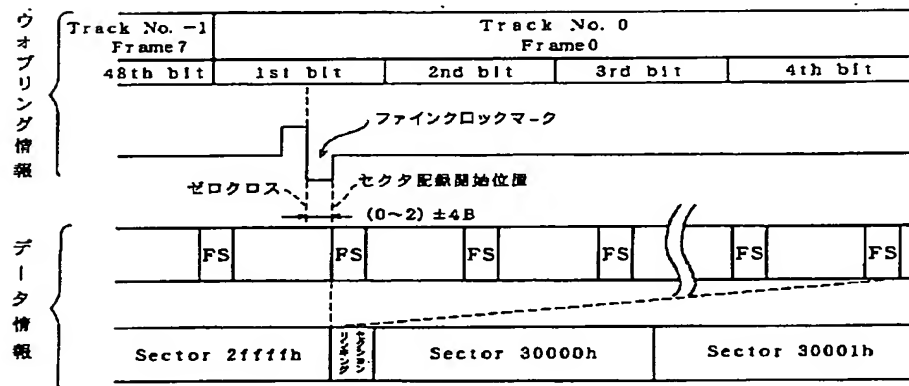 ウォブリング情報
Track No. -1
Frame7
Track No. 0
Frame0
48th bit
1st bit
2nd bit
3rd bit
4th bit
ファインクロックマーク
ゼロクロス
セクタ記録開始位置
(0～2) ±4B
データ情報
FS
FS
FS
FS
FS
FS
Sector 2ffffh
リンキング
セクション
Sector 30000h
Sector 30001h